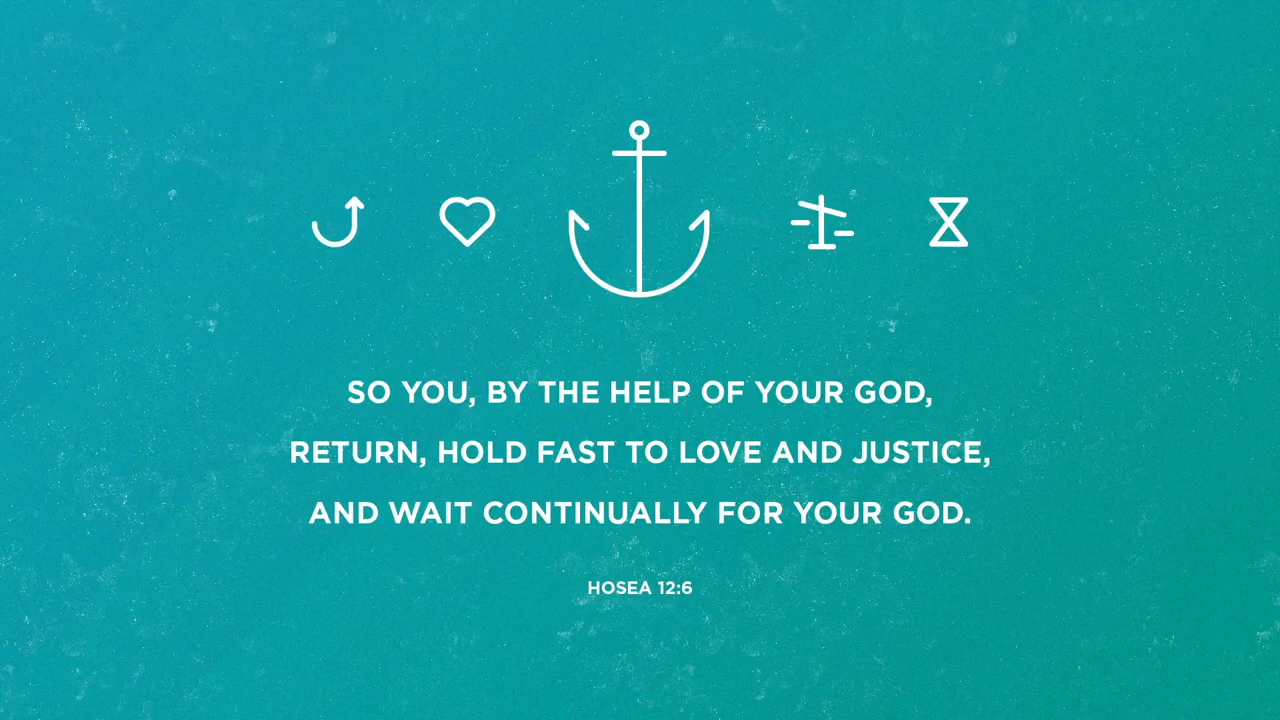 SO YOU, BY THE HELP OF YOUR GOD,
RETURN, HOLD FAST TO LOVE AND JUSTICE,
AND WAIT CONTINUALLY FOR YOUR GOD.
HOSEA 12:6